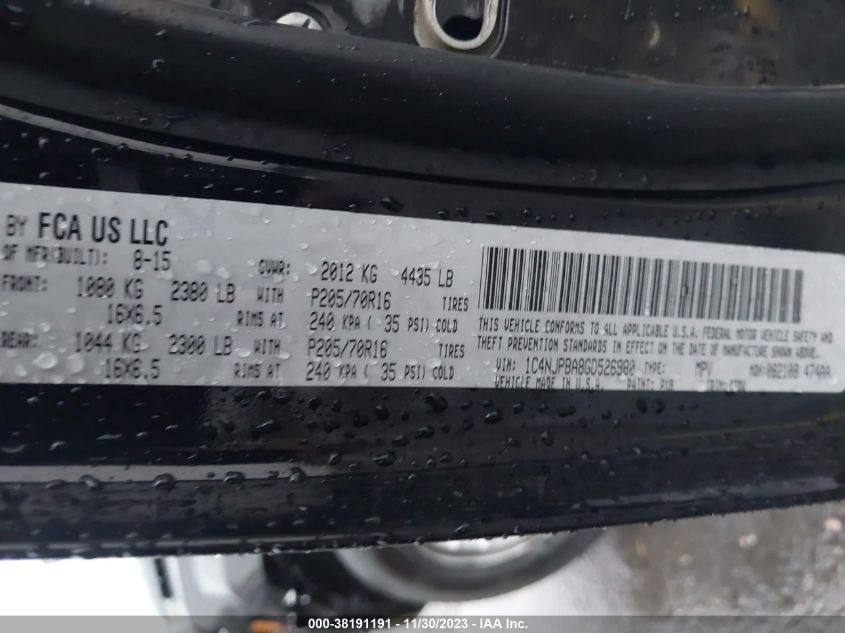 BY FCA US LLC
OF MFR(BUILT): 8-15 GVWR: 2012 KG 4435 LB
FRONT: 1080 KG 2380 LB WITH P205/70R16 TIRES
16X6.5 RIMS AT 240 KPA ( 35 PSI) COLD
REAR: 1044 KG 2300 LB WITH P205/70R16 TIRES
16X6.5 RIMS AT 240 KPA ( 35 PSI) COLD
THIS VEHICLE CONFORMS TO ALL APPLICABLE U.S.A. FEDERAL MOTOR VEHICLE SAFETY AND
THEFT PREVENTION STANDARDS IN EFFECT ON THE DATE OF MANUFACTURE SHOWN ABOVE.
VIN: 1C4NJPBA8GD526980 TYPE: MPV MDH: 082108 474AA
VEHICLE MADE IN U.S.A. PAINT:
000-38191191 - 11/30/2023 - IAA Inc.